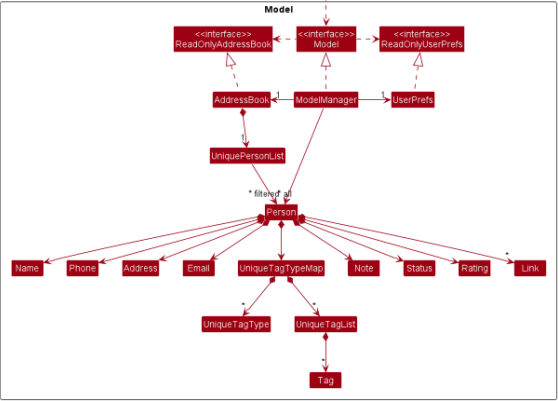 Model
<<interface>>
ReadOnlyAddressBook
<<interface>>
Model
<<interface>>
ReadOnlyUserPrefs
AddressBook
1
ModelManager
1
UserPrefs
1
UniquePersonList
* filtered
* all
Person
Name
Phone
Address
Email
UniqueTagTypeMap
Note
Status
Rating
*
Link
*
*
UniqueTagType
UniqueTagList
*
Tag